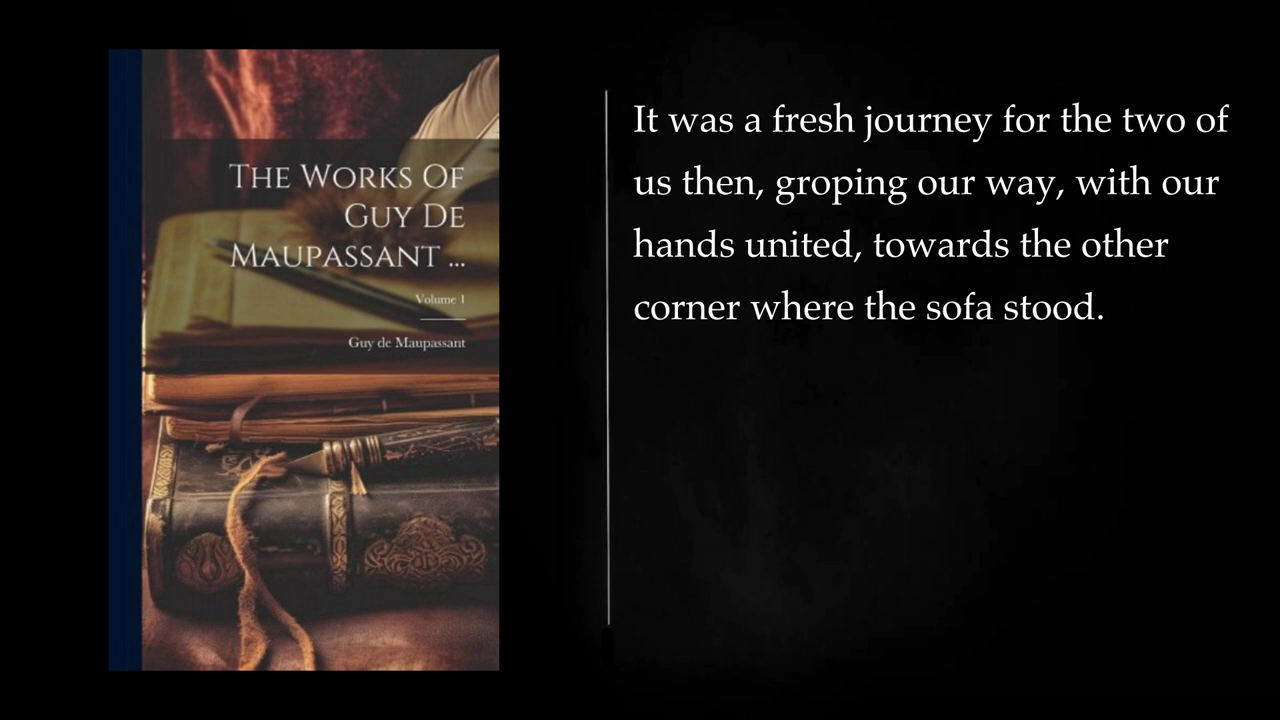 The Works Of
Guy De
Maupassant ...
Volume 1
Guy de Maupassant
It was a fresh journey for the two of
us then, groping our way, with our
hands united, towards the other
corner where the sofa stood.